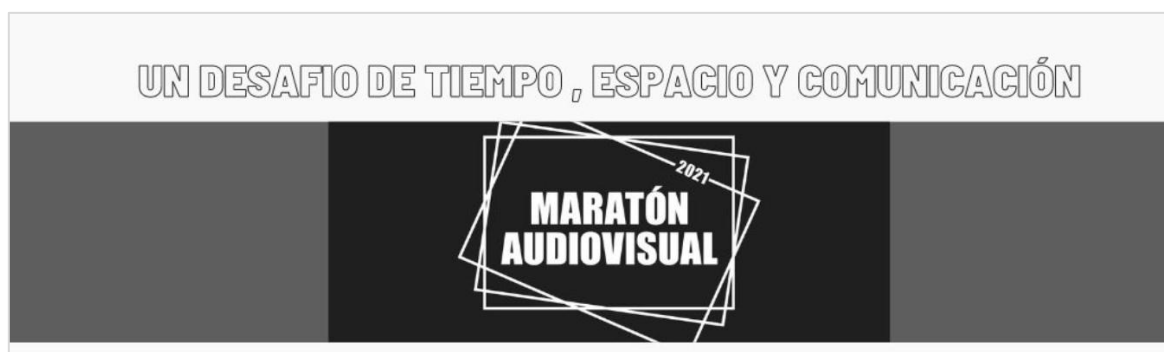 UN DESAFIO DE TIEMPO , ESPACIO Y COMUNICACIÓN
2021
MARATÓN
AUDIOVISUAL